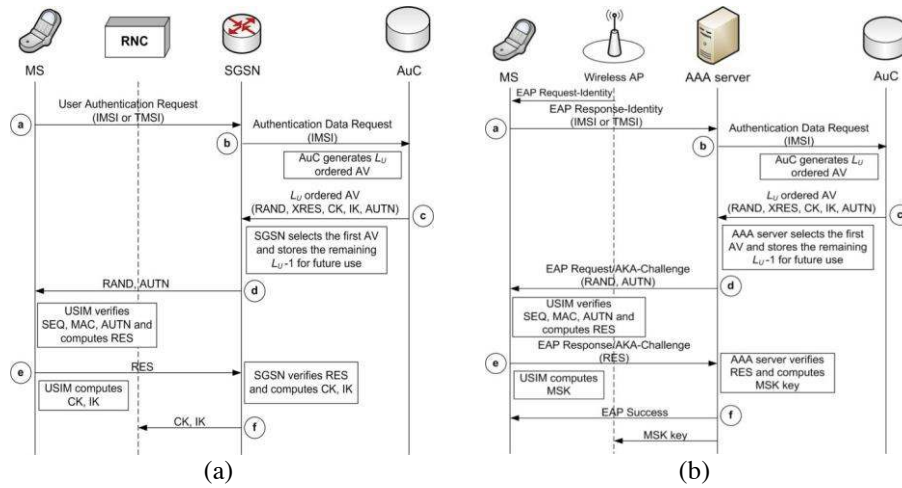 RNC
MS
SGSN
AuC
User Authentication Request
(IMSI or TMSI)
a
Authentication Data Request
(IMSI)
b
AuC generates LU
ordered AV
LU ordered AV
(RAND, XRES, CK, IK, AUTN)
c
SGSN selects the first AV
and stores the remaining
LU-1 for future use
RAND, AUTN
d
USIM verifies
SEQ, MAC, AUTN and
computes RES
e
RES
SGSN verifies RES
and computes CK, IK
USIM computes
CK, IK
CK, IK
f
(a)
MS
Wireless AP
AAA server
AuC
EAP Request-Identity
EAP Response-Identity
(IMSI or TMSI)
a
Authentication Data Request
(IMSI)
b
AuC generates LU
ordered AV
LU ordered AV
(RAND, XRES, CK, IK, AUTN)
c
AAA server selects the first
AV and stores the remaining
LU-1 for future use
EAP Request/AKA-Challenge
(RAND, AUTN)
d
USIM verifies
SEQ, MAC, AUTN and
computes RES
EAP Response/AKA-Challenge
(RES)
e
AAA server verifies
RES and computes
MSK key
USIM computes
MSK
EAP Success
f
MSK key
(b)